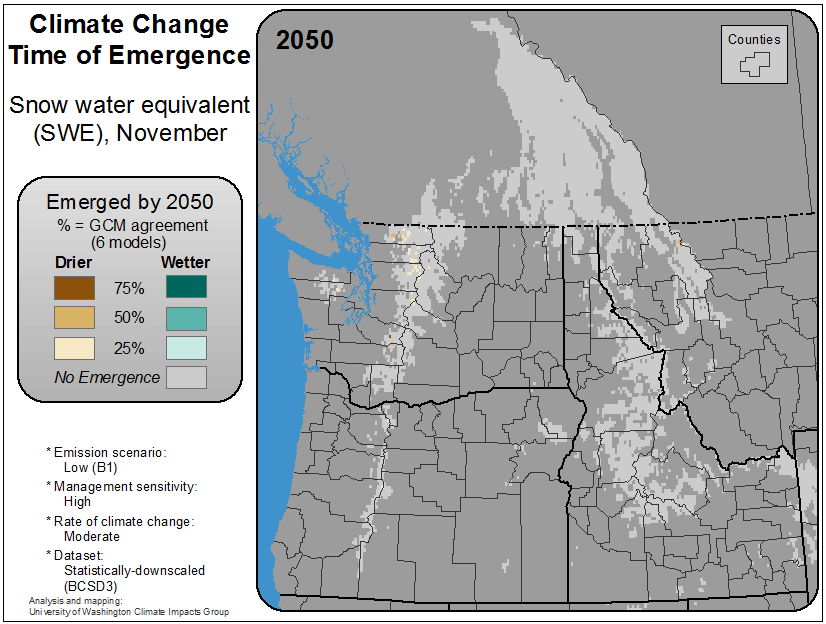 Climate Change
Time of Emergence
Snow water equivalent
(SWE), November
2050
Counties
Emerged by 2050
% = GCM agreement
(6 models)
Drier Wetter
75%
50%
25%
No Emergence
* Emission scenario:
Low (B1)
* Management sensitivity:
High
* Rate of climate change:
Moderate
* Dataset:
Statistically-downscaled
(BCSD3)
Analysis and mapping:
University of Washington Climate Impacts Group